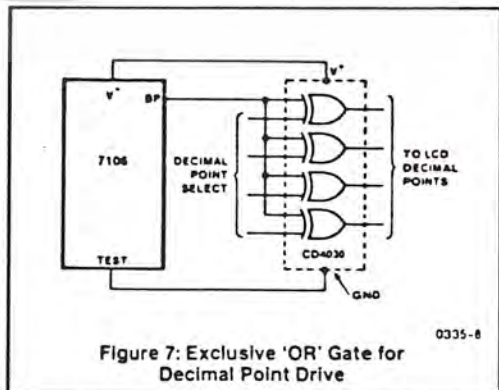 V+
V+
BP
7106
DECIMAL
POINT
SELECT
TO LCD
DECIMAL
POINTS
TEST
CD4030
GND
0335-8
Figure 7: Exclusive 'OR' Gate for
Decimal Point Drive